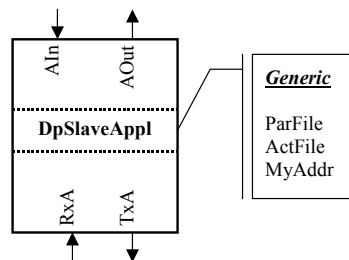 AIn AOut
Generic
DpSlaveAppl
ParFile
ActFile
MyAddr
RxA TxA